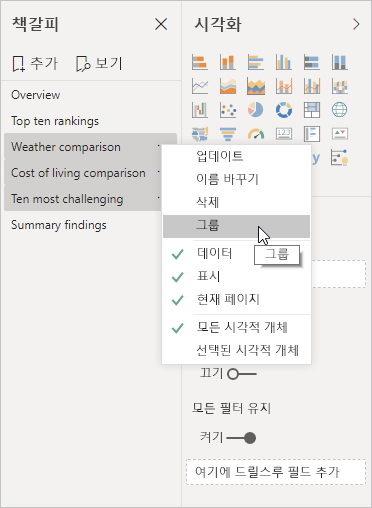 책갈피
추가 보기
Overview
Top ten rankings
Weather comparison
Cost of living comparison
Ten most challenging
Summary findings
시각화
123
업데이트
이름 바꾸기
삭제
그룹
데이터
그룹
표시
현재 페이지
모든 시각적 개체
선택된 시각적 개체
끄기
모든 필터 유지
켜기
여기에 드릴스루 필드 추가